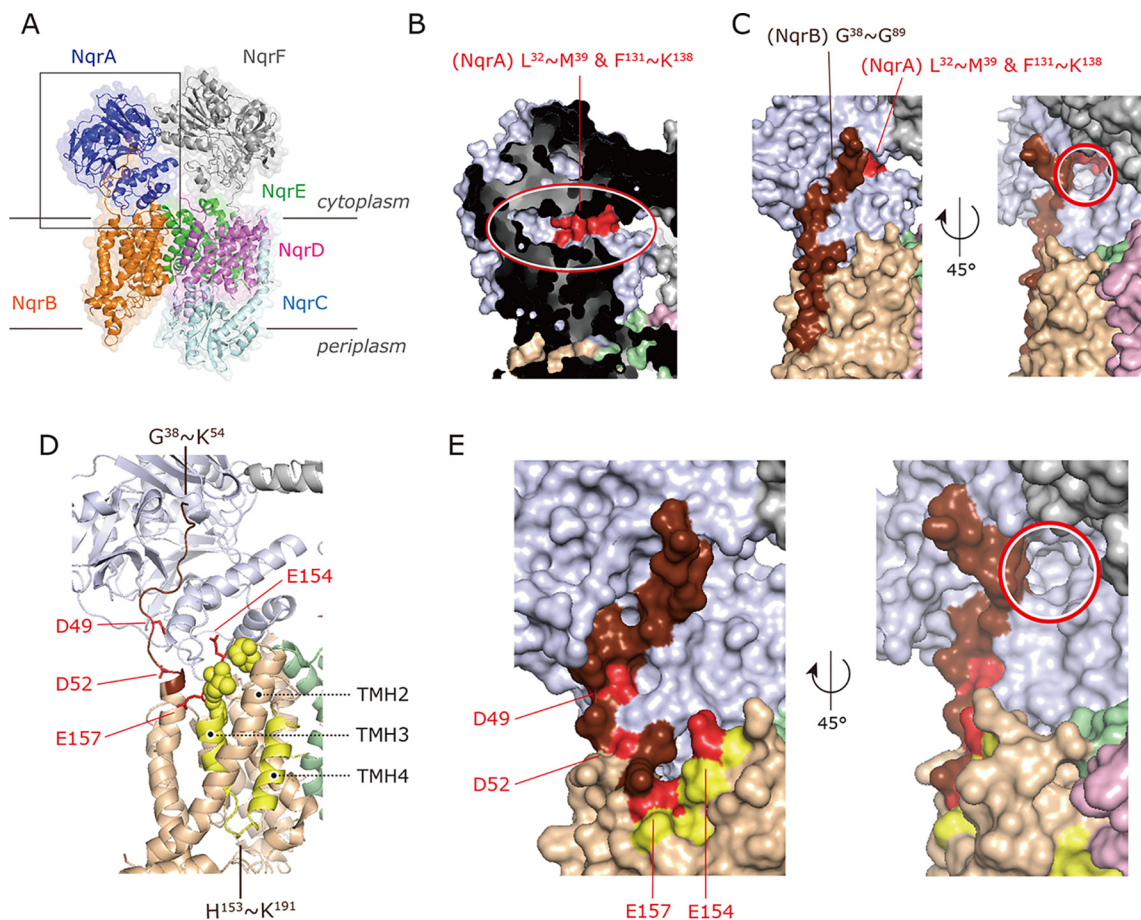 A
NqrA
NqrF
NqrE
cytoplasm
NqrD
NqrB
NqrC
periplasm
B
(NqrA) L³²~M³⁹ & F¹³¹~K¹³⁸
C
(NqrB) G³⁸~G⁸⁹
(NqrA) L³²~M³⁹ & F¹³¹~K¹³⁸
45°
D
G³⁸~K⁵⁴
E154
D49
D52
E157
TMH2
TMH3
TMH4
H¹⁵³~K¹⁹¹
E
D49
D52
E157
E154
45°